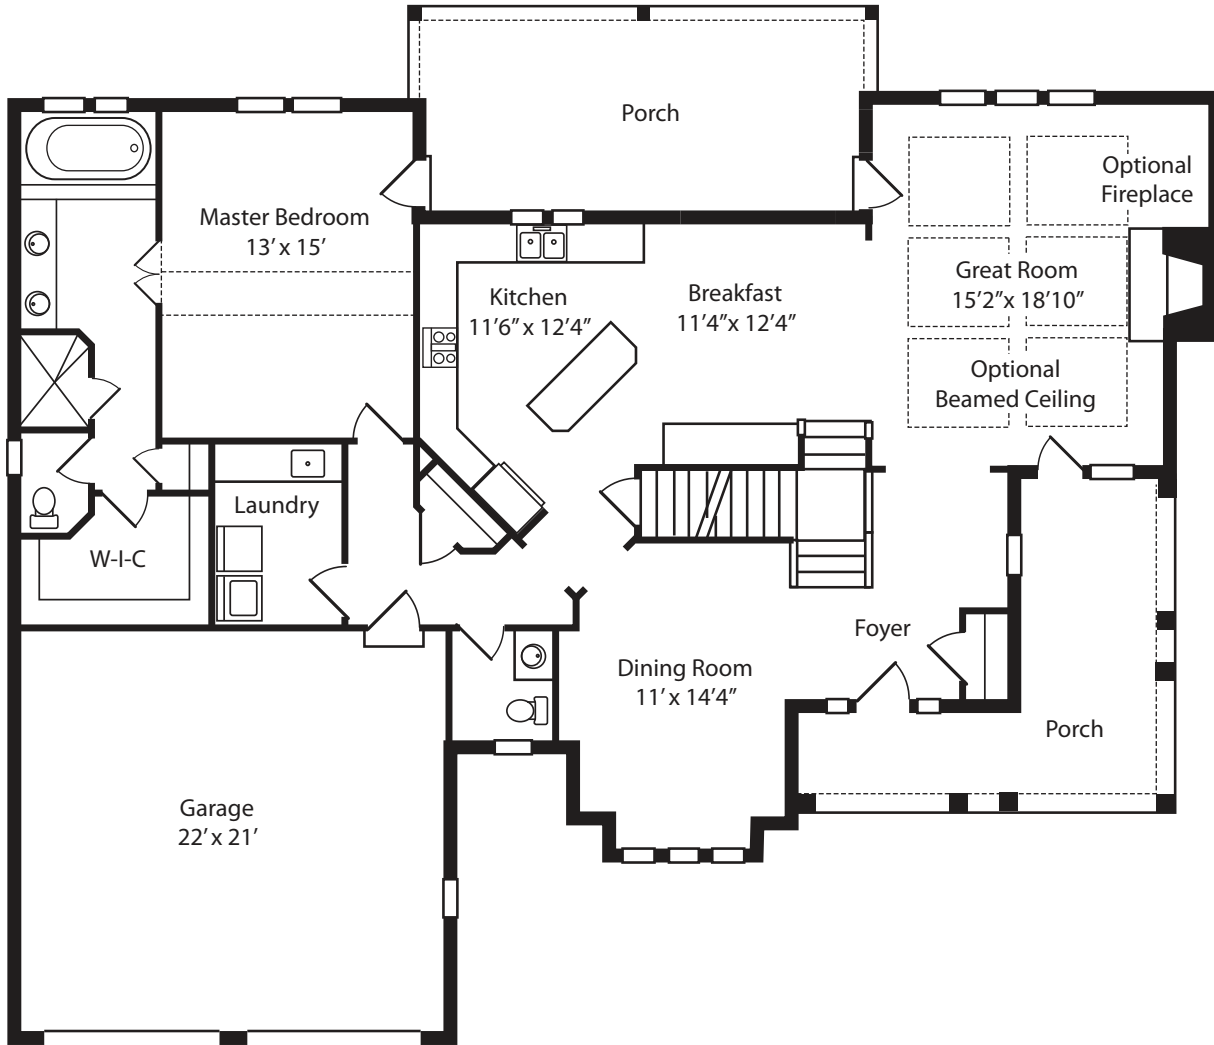 Porch
Optional
Fireplace
Master Bedroom
13’ x 15’
Great Room
15’2”x 18’10”
Kitchen
11’6” x 12’4”
Breakfast
11’4”x 12’4”
Optional
Beamed Ceiling
Laundry
W-I-C
Foyer
Dining Room
11’ x 14’4”
Porch
Garage
22’ x 21’